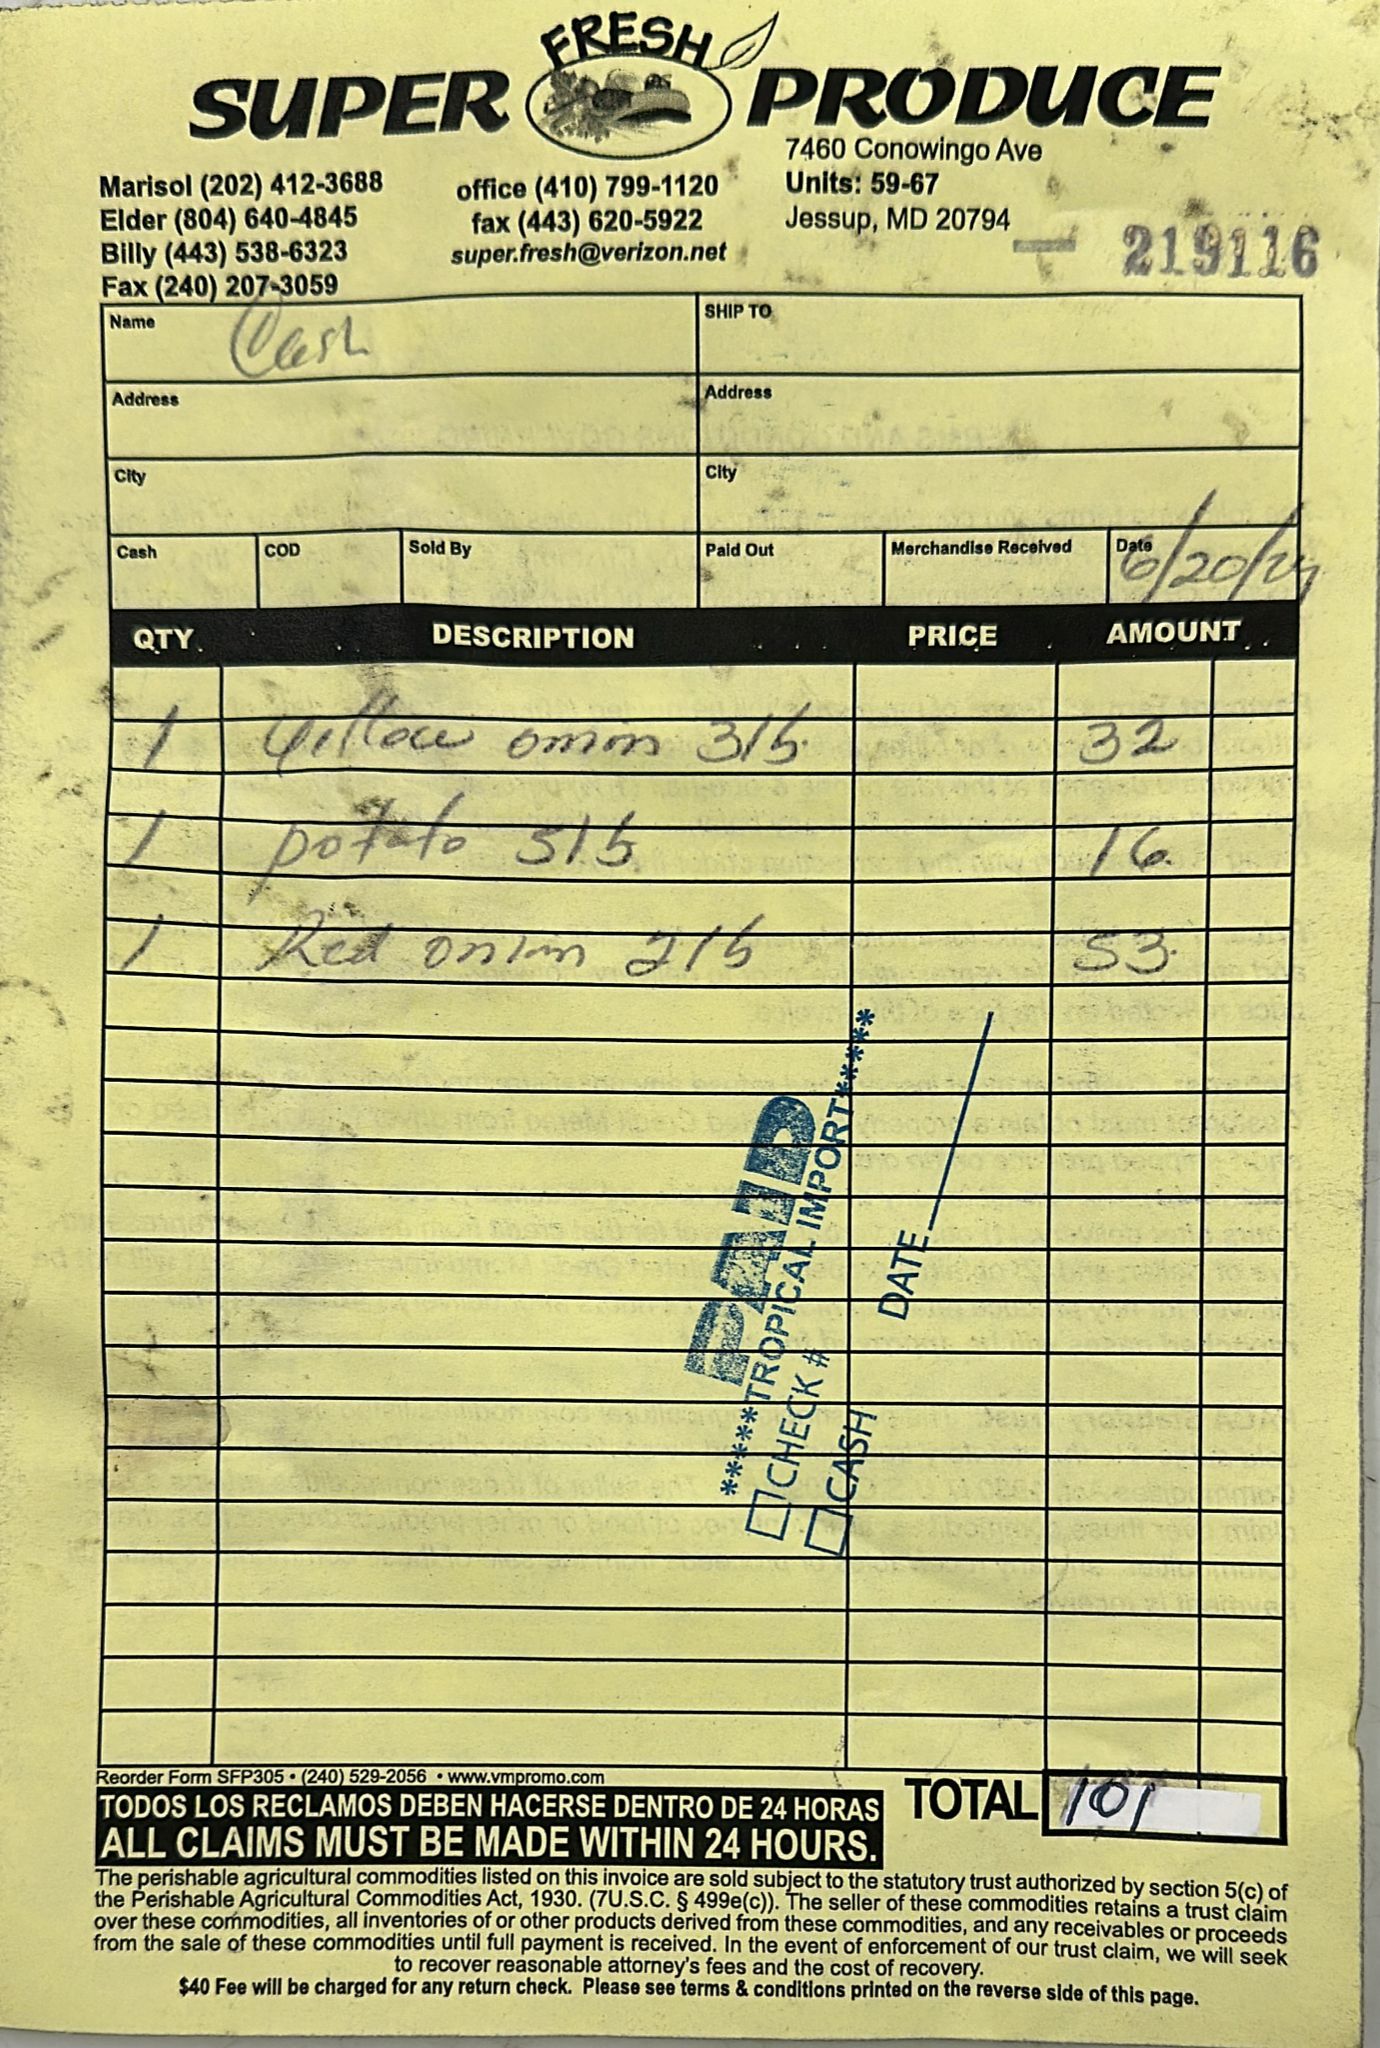 SUPER FRESH PRODUCE
7460 Conowingo Ave
Units: 59-67
Jessup, MD 20794
Marisol (202) 412-3688
Elder (804) 640-4845
Billy (443) 538-6323
Fax (240) 207-3059
office (410) 799-1120
fax (443) 620-5922
super.fresh@verizon.net
219116
Name Cash
SHIP TO
Address
Address
City
City
Cash COD Sold By Paid Out Merchandise Received Date 6/20/24
QTY DESCRIPTION PRICE AMOUNT
1 yellow onion 3lb 32
1 potato 5lb 16
1 Red onion 2lb 53
PAID
*****TROPICAL IMPORT*****
CHECK #
CASH DATE
Reorder Form SFP305 • (240) 529-2056 • www.vmpromo.com
TOTAL 101
TODOS LOS RECLAMOS DEBEN HACERSE DENTRO DE 24 HORAS
ALL CLAIMS MUST BE MADE WITHIN 24 HOURS.
The perishable agricultural commodities listed on this invoice are sold subject to the statutory trust authorized by section 5(c) of
the Perishable Agricultural Commodities Act, 1930. (7U.S.C. § 499e(c)). The seller of these commodities retains a trust claim
over these commodities, all inventories of or other products derived from these commodities, and any receivables or proceeds
from the sale of these commodities until full payment is received. In the event of enforcement of our trust claim, we will seek
to recover reasonable attorney's fees and the cost of recovery.
$40 Fee will be charged for any return check. Please see terms & conditions printed on the reverse side of this page.